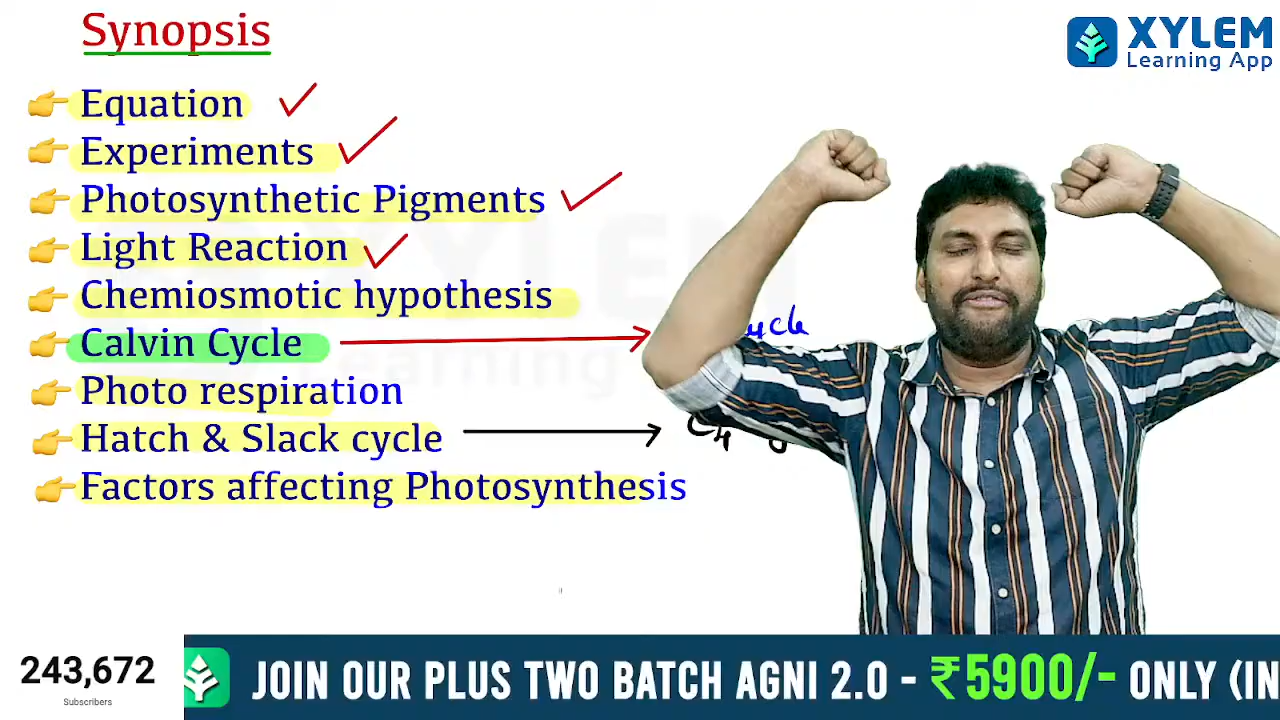 Synopsis
XYLEM
Learning App
👉 Equation
👉 Experiments
👉 Photosynthetic Pigments
👉 Light Reaction
👉 Chemiosmotic hypothesis
👉 Calvin Cycle
👉 Photo respiration
👉 Hatch & Slack cycle
👉 Factors affecting Photosynthesis
243,672
Subscribers
JOIN OUR PLUS TWO BATCH AGNI 2.0 - ₹5900/- ONLY (IN